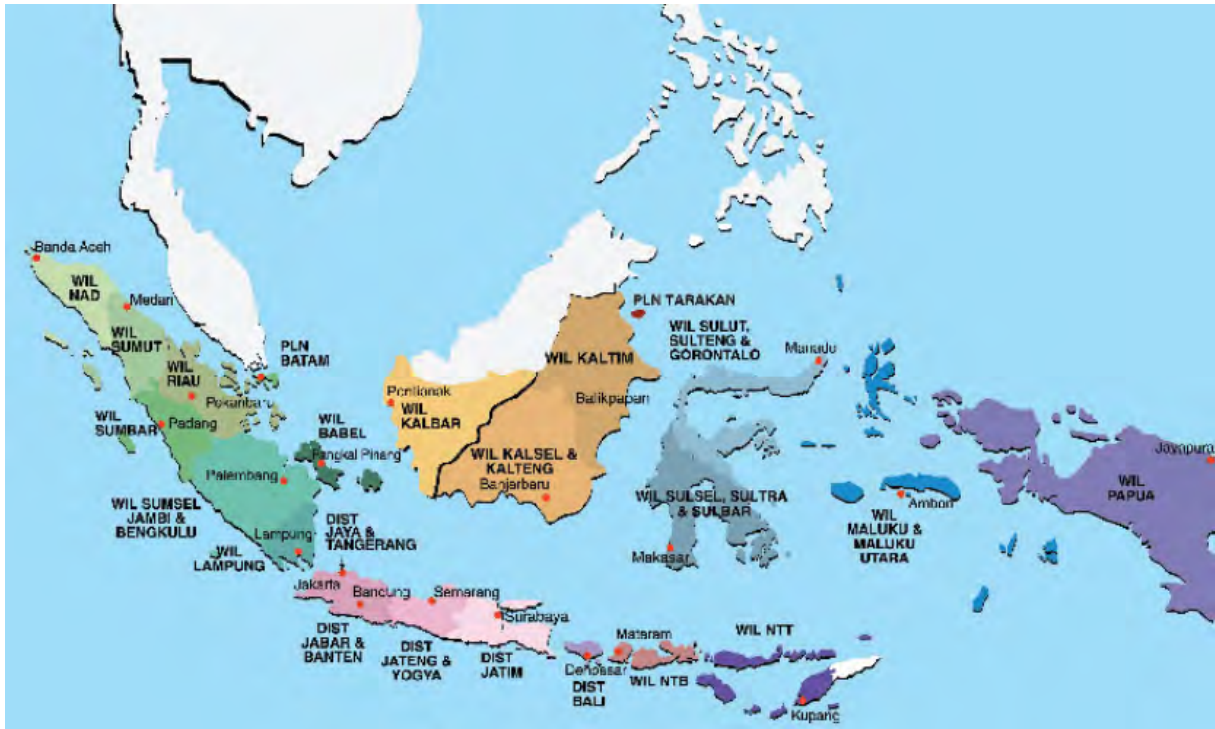 Banda Aceh
WIL
NAD
Medan
WIL
SUMUT
WIL
RIAU
Pekanbaru
PLN
BATAM
WIL
SUMBAR
Padang
WIL
BABEL
Pangkal Pinang
Palembang
WIL SUMSEL
JAMBI &
BENGKULU
Lampung
WIL
LAMPUNG
DIST
JAYA &
TANGERANG
Jakarta
Bandung
Semarang
Surabaya
DIST
JABAR &
BANTEN
DIST
JATENG &
YOGYA
DIST
JATIM
Pontianak
WIL
KALBAR
WIL KALTIM
Balikpapan
WIL KALSEL &
KALTENG
Banjarbaru
PLN TARAKAN
WIL SULUT,
SULTENG &
GORONTALO
Manado
WIL SULSEL, SULTRA
& SULBAR
Makasar
Mataram
Denpasar
DIST
BALI
WIL NTB
WIL NTT
Kupang
Ambon
WIL
MALUKU &
MALUKU
UTARA
Jayapura
WIL
PAPUA